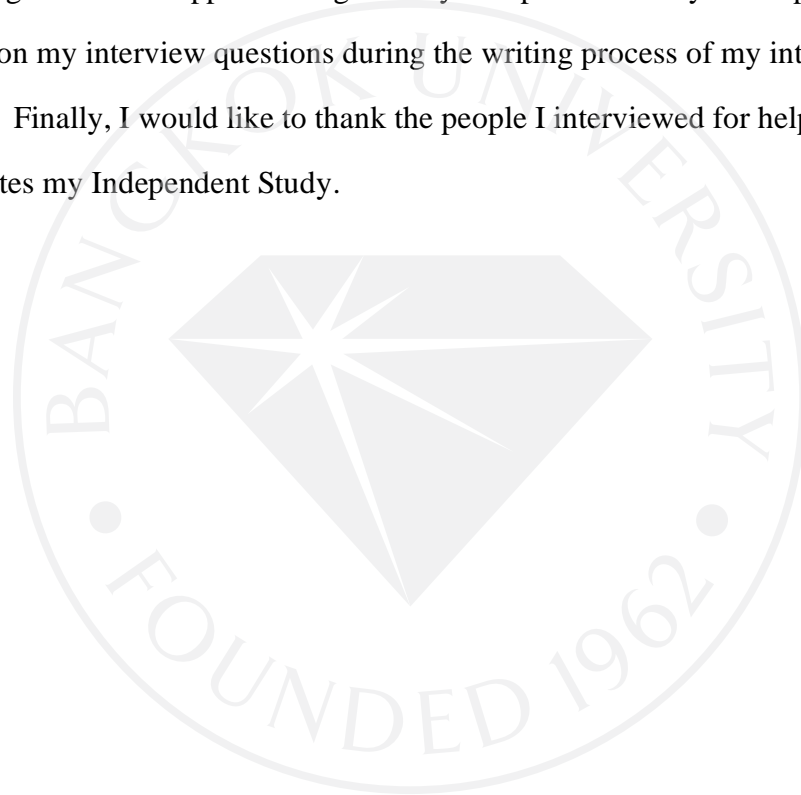 on my interview questions during the writing process of my int
Finally, I would like to thank the people I interviewed for help
tes my Independent Study.
BANGKOK UNIVERSITY
FOUNDED 1962